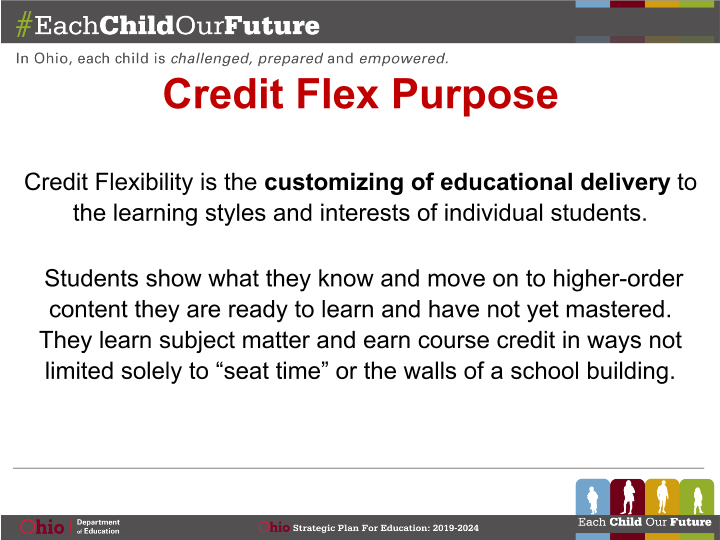 #EachChildOurFuture
In Ohio, each child is challenged, prepared and empowered.
Credit Flex Purpose
Credit Flexibility is the customizing of educational delivery to
the learning styles and interests of individual students.
Students show what they know and move on to higher-order
content they are ready to learn and have not yet mastered.
They learn subject matter and earn course credit in ways not
limited solely to “seat time” or the walls of a school building.
Each Child Our Future
Ohio | Department
of Education
Ohio Strategic Plan For Education: 2019-2024